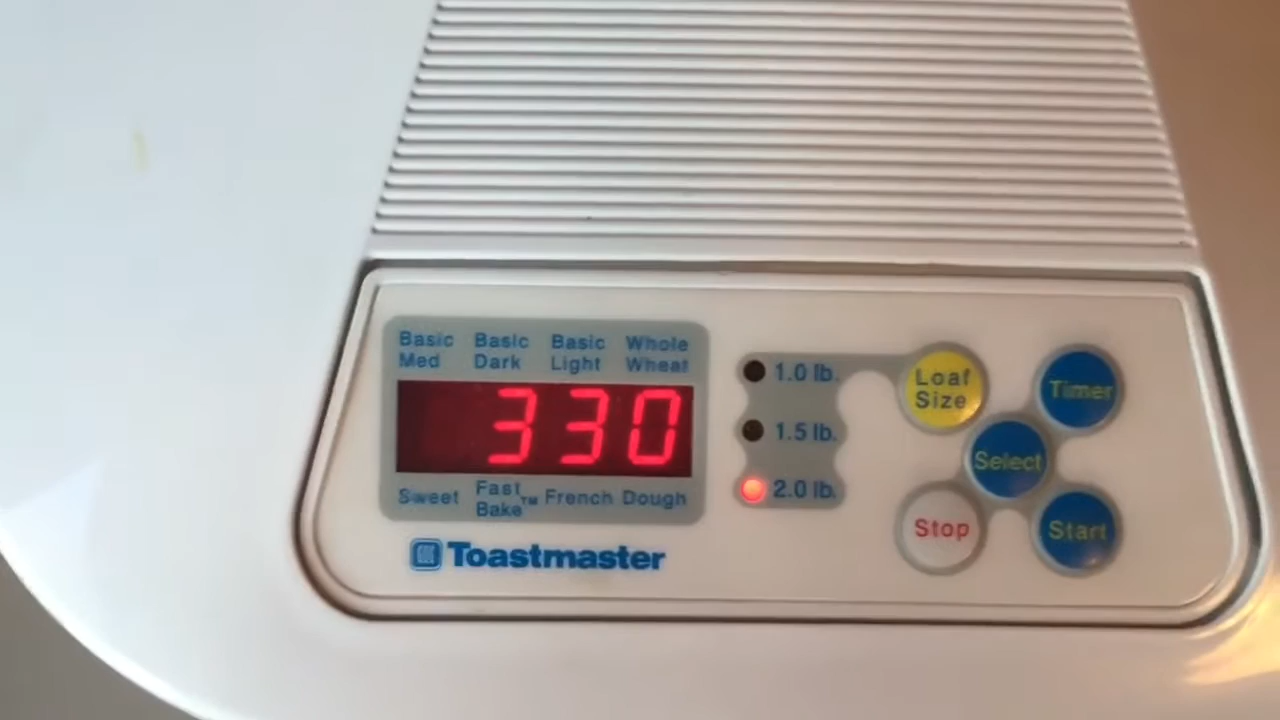 Basic Basic Basic Whole
Med Dark Light Wheat
330
Sweet Fast Bake™ French Dough
Toastmaster
1.0 lb.
1.5 lb.
2.0 lb.
Loaf
Size
Timer
Select
Stop
Start